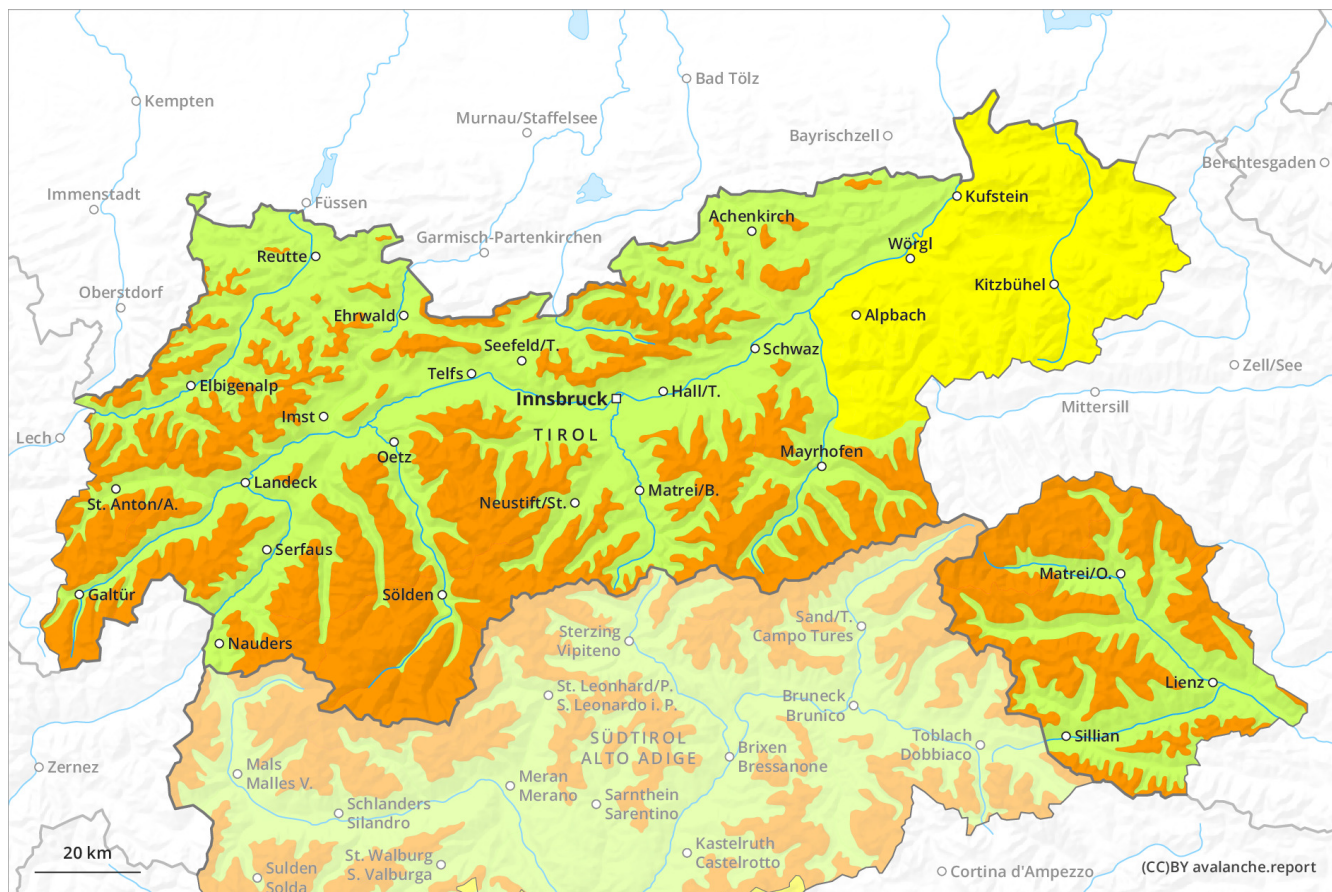 Kempten
Bad Tölz
Murnau/Staffelsee
Bayrischzell
Berchtesgaden
Immenstadt
Füssen
Kufstein
Achenkirch
Garmisch-Partenkirchen
Wörgl
Reutte
Kitzbühel
Oberstdorf
Ehrwald
Alpbach
Seefeld/T.
Schwaz
Zell/See
Telfs
Elbigenalp
Hall/T.
Innsbruck
Mittersill
Imst
TIROL
Lech
Oetz
Mayrhofen
Landeck
Matrei/B.
St. Anton/A.
Neustift/St.
Serfaus
Matrei/O.
Galtür
Sölden
Sand/T.
Campo Tures
Sterzing
Vipiteno
Nauders
Lienz
St. Leonhard/P.
S. Leonardo i. P.
Bruneck
Brunico
SÜDTIROL
ALTO ADIGE
Toblach
Dobbiaco
Sillian
Brixen
Bressanone
Zernez
Mals
Malles V.
Meran
Merano
Sarnthein
Sarentino
Schlanders
Silandro
20 km
St. Walburg
S. Valburga
Kastelruth
Castelrotto
Sulden
Solda
Cortina d'Ampezzo
(CC)BY avalanche.report